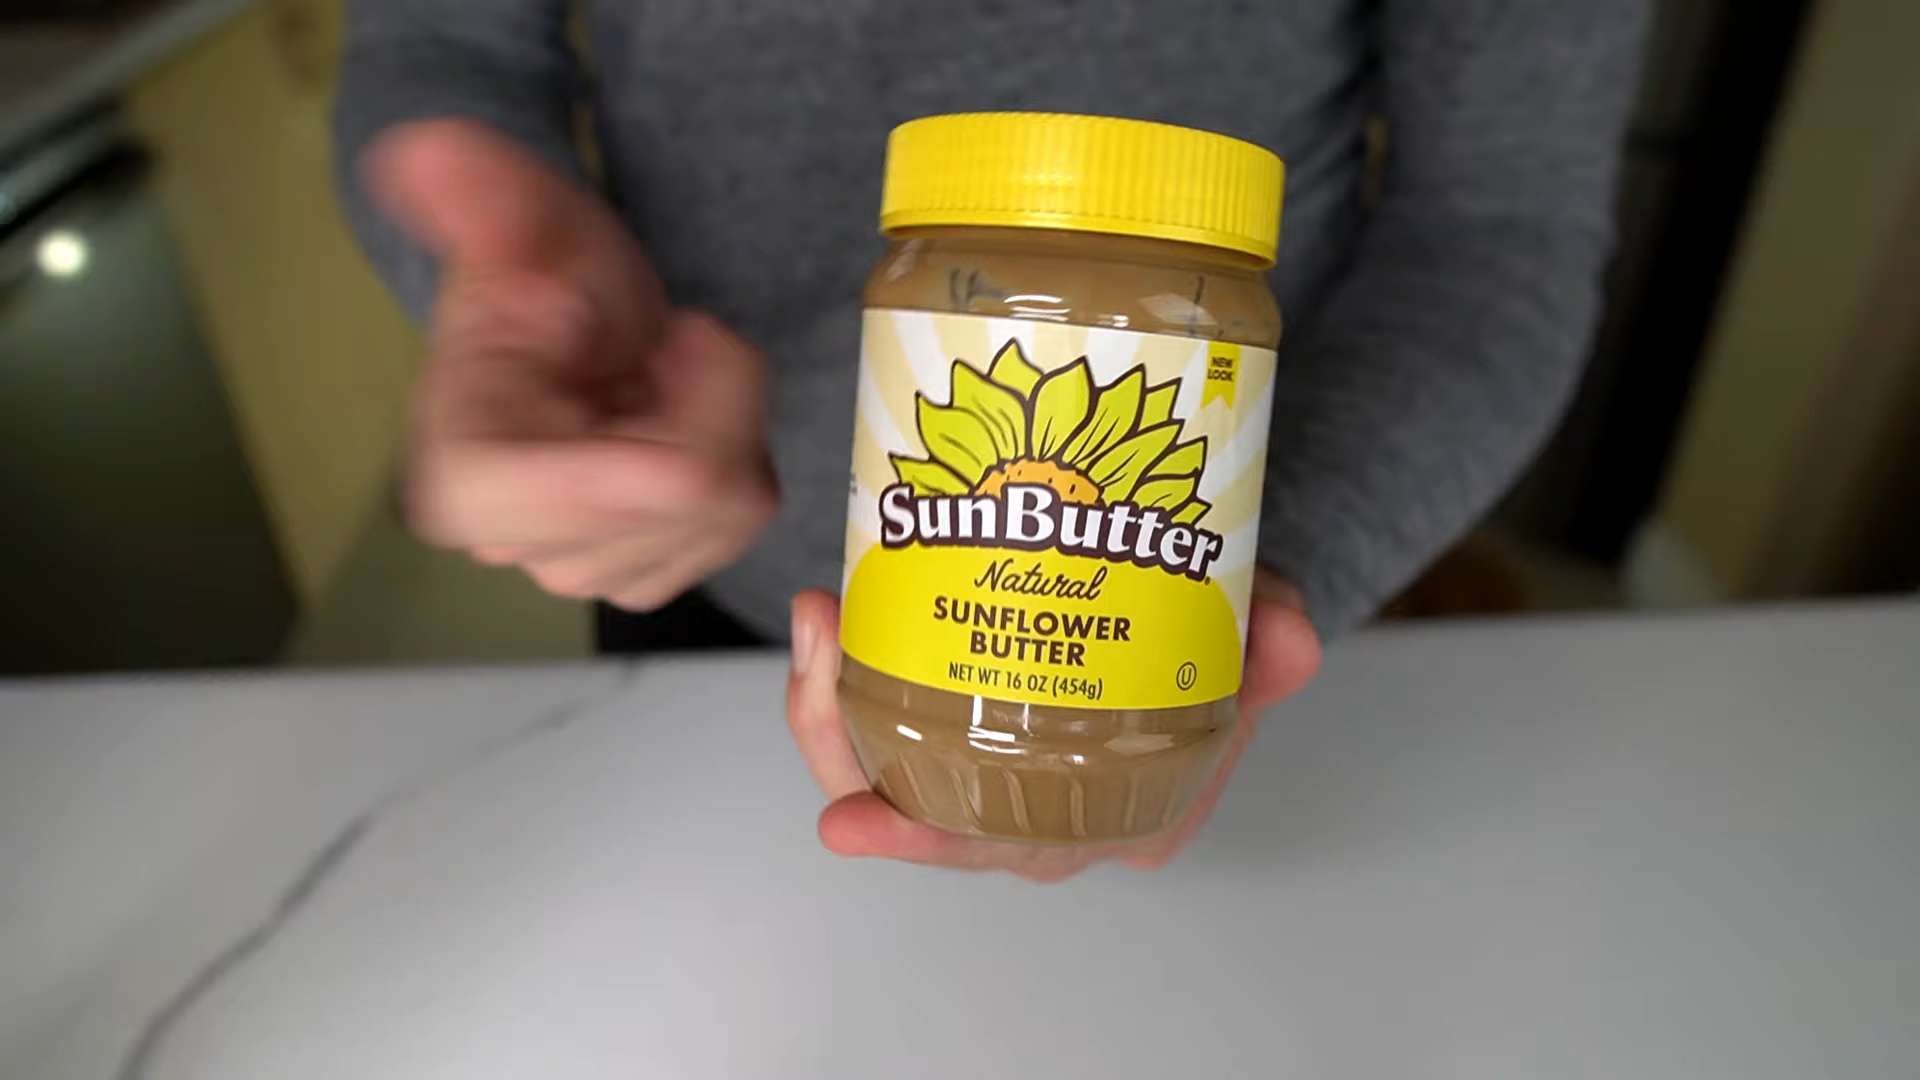 NEW
LOOK
SunButter
Natural
SUNFLOWER
BUTTER
NET WT 16 OZ (454g)
U